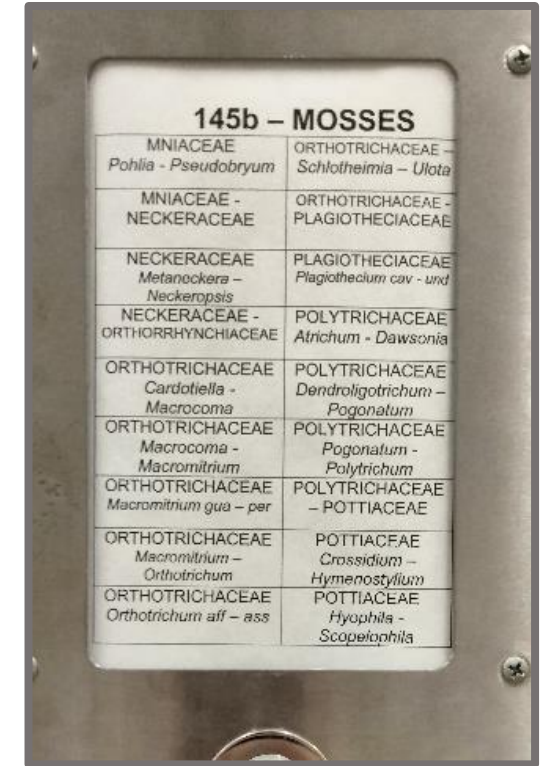 145b – MOSSES
MNIACEAE
Pohlia - Pseudobryum
MNIACEAE -
NECKERACEAE
NECKERACEAE
Metaneckera –
Neckeropsis
NECKERACEAE -
ORTHORRHYNCHIACEAE
ORTHOTRICHACEAE
Cardotiella -
Macrocoma
ORTHOTRICHACEAE
Macrocoma -
Macromitrium
ORTHOTRICHACEAE
Macromitrium gua – per
ORTHOTRICHACEAE
Macromitrium –
Orthotrichum
ORTHOTRICHACEAE
Orthotrichum aff – ass
ORTHOTRICHACEAE –
Schlotheimia – Ulota
ORTHOTRICHACEAE -
PLAGIOTHECIACEAE
PLAGIOTHECIACEAE
Plagiothecium cav - und
POLYTRICHACEAE
Atrichum - Dawsonia
POLYTRICHACEAE
Dendroligotrichum –
Pogonatum
POLYTRICHACEAE
Pogonatum -
Polytrichum
POLYTRICHACEAE
– POTTIACEAE
POTTIACEAE
Crossidium –
Hymenostylium
POTTIACEAE
Hyophila -
Scopelophila